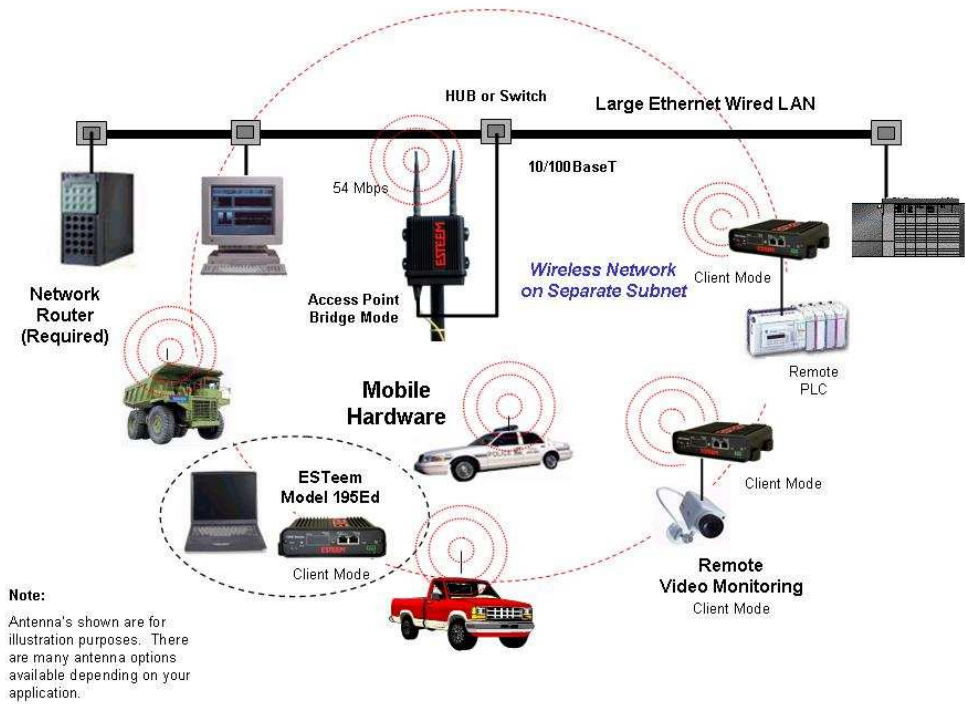 HUB or Switch
Large Ethernet Wired LAN
10/100BaseT
54 Mbps
ESTEEM
Wireless Network
on Separate Subnet
Client Mode
Access Point
Bridge Mode
Network
Router
(Required)
Remote
PLC
Mobile
Hardware
POLICE
ESTeem
Model 195Ed
ESTEEM
Client Mode
Client Mode
Remote
Video Monitoring
Client Mode
Note:
Antenna's shown are for
illustration purposes. There
are many antenna options
available depending on your
application.